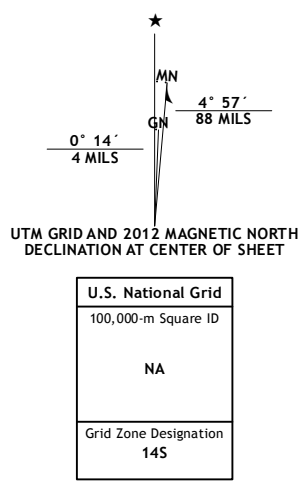 ★
MN
4° 57´
88 MILS
GN
0° 14´
4 MILS
UTM GRID AND 2012 MAGNETIC NORTH
DECLINATION AT CENTER OF SHEET
U.S. National Grid
100,000-m Square ID
NA
Grid Zone Designation
14S